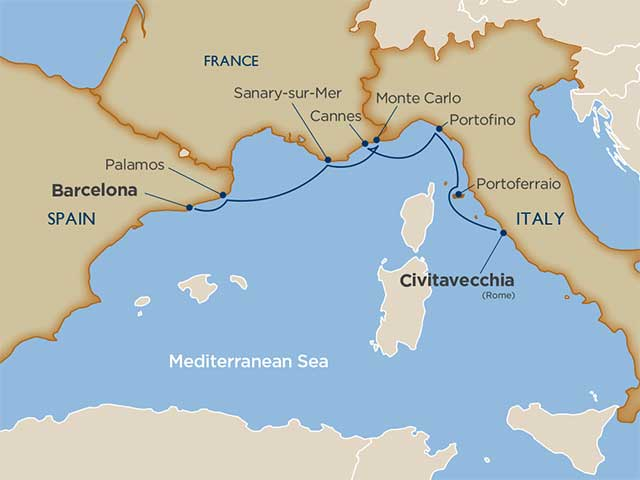 FRANCE
Sanary-sur-Mer
Monte Carlo
Cannes
Portofino
Palamos
Barcelona
Portoferraio
SPAIN
ITALY
Civitavecchia
(Rome)
Mediterranean Sea